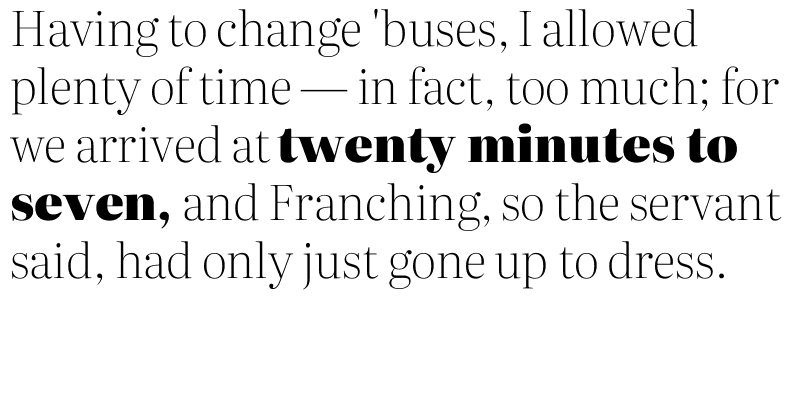 Having to change 'buses, I allowed
plenty of time — in fact, too much; for
we arrived at twenty minutes to
seven, and Franching, so the servant
said, had only just gone up to dress.